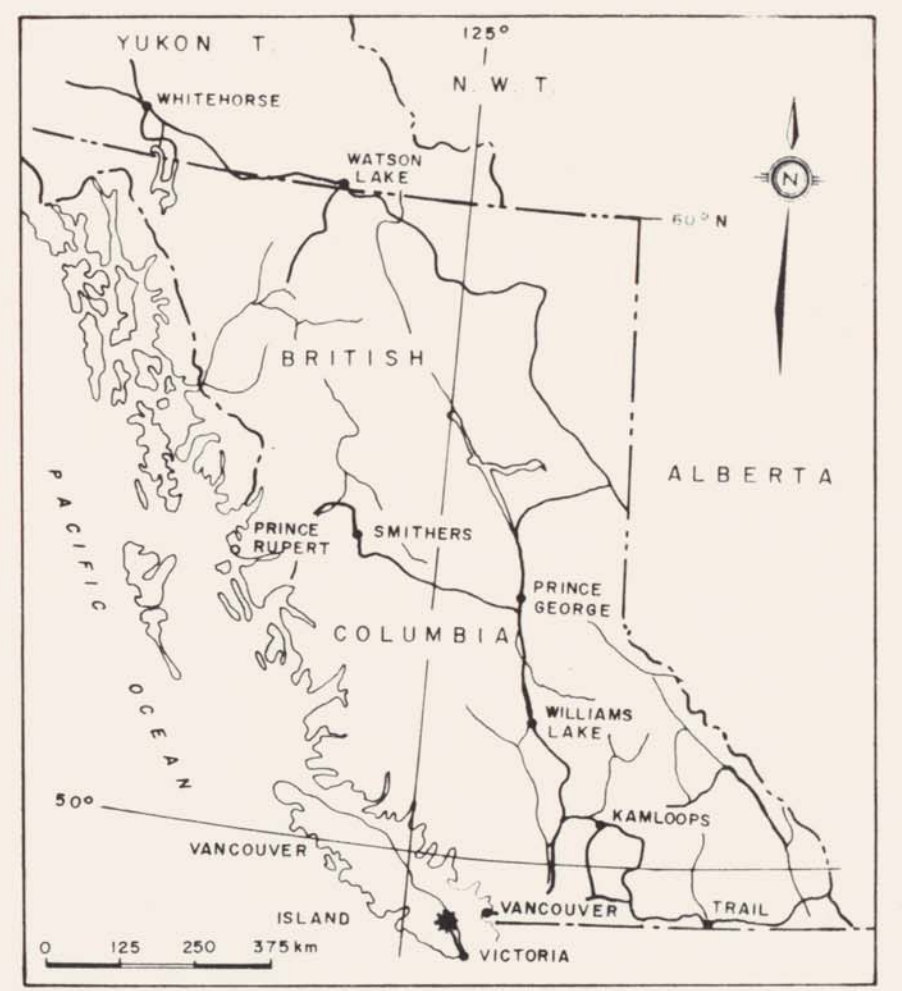 YUKON T.
125°
N. W. T.
WHITEHORSE
WATSON
LAKE
N
60° N
BRITISH
ALBERTA
PACIFIC
OCEAN
PRINCE
RUPERT
SMITHERS
PRINCE
GEORGE
COLUMBIA
WILLIAMS
LAKE
50°
KAMLOOPS
VANCOUVER
ISLAND
VANCOUVER
TRAIL
VICTORIA
0 125 250 375 km